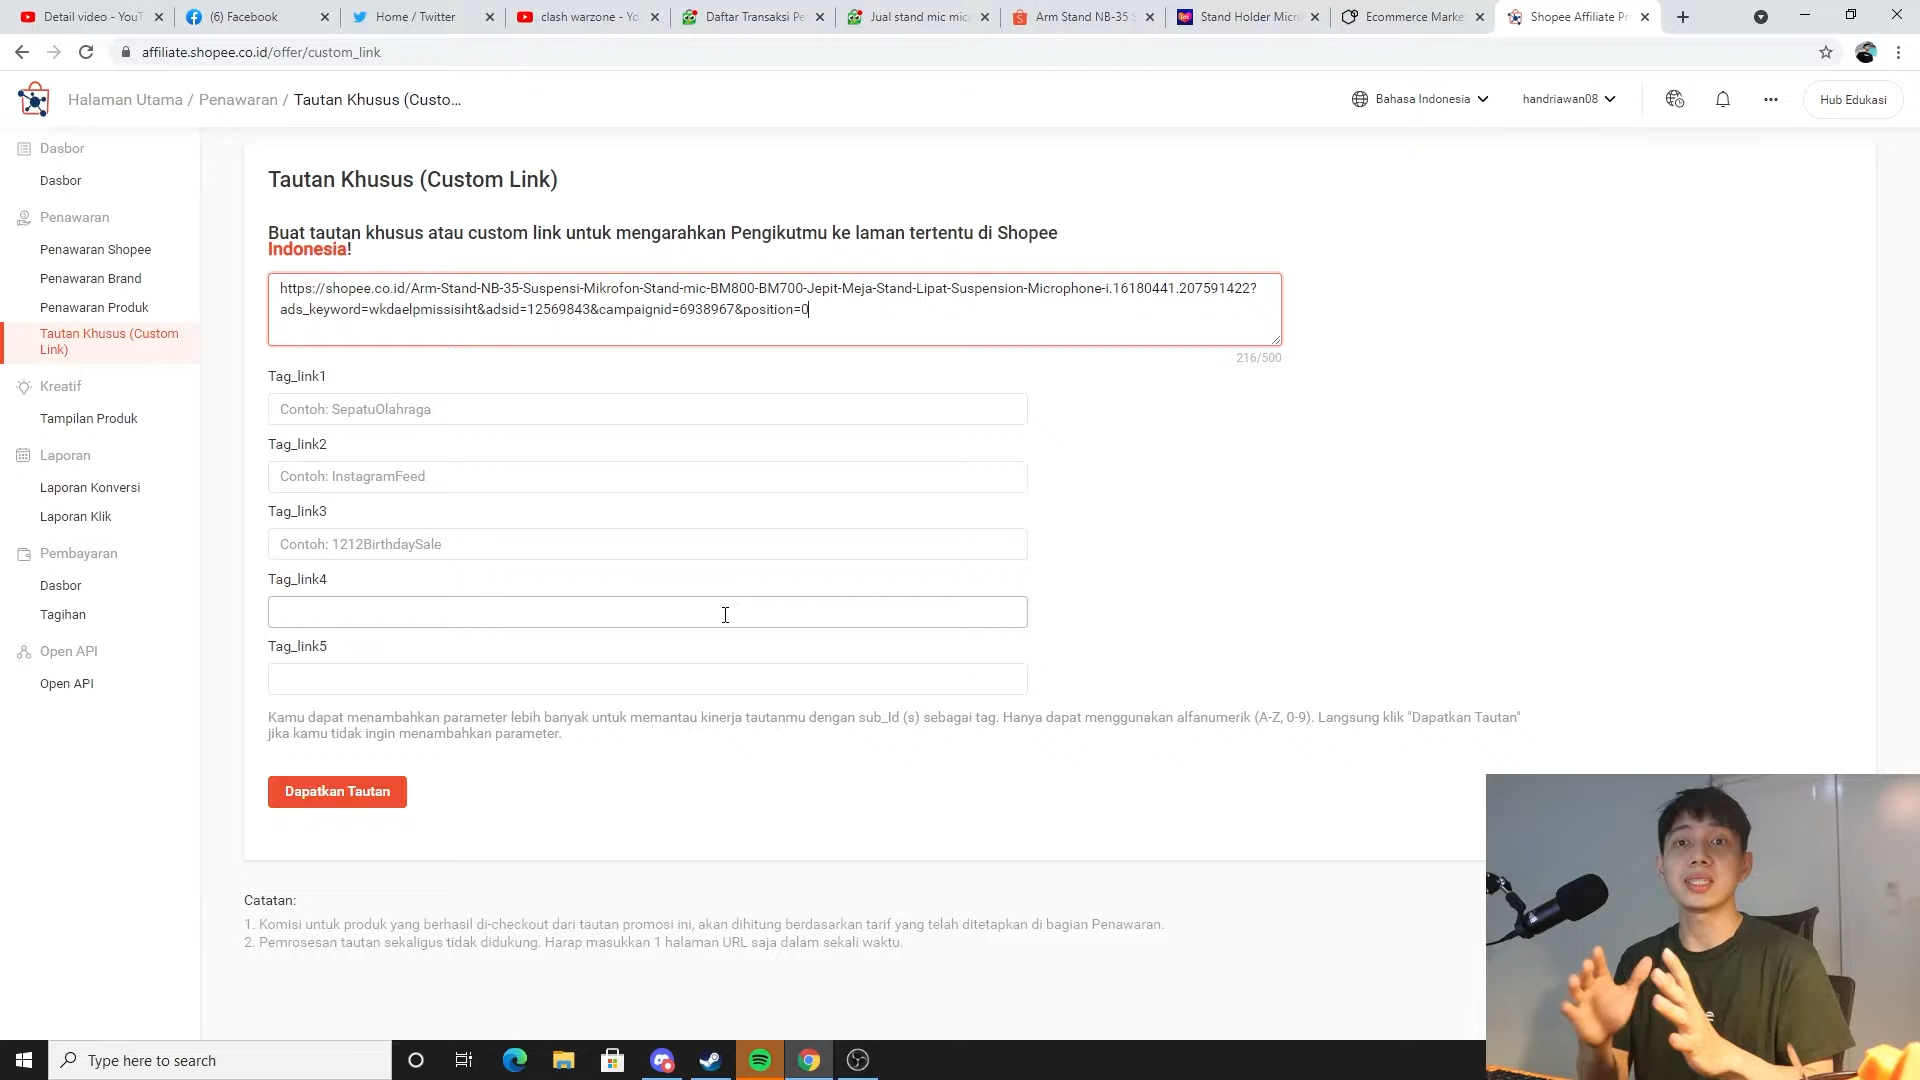 Detail video - YouT
(6) Facebook
Home / Twitter
clash warzone - Yo
Daftar Transaksi Pe
Jual stand mic mic
Arm Stand NB-35 S
Stand Holder Micro
Ecommerce Marke
Shopee Affiliate Pr
affiliate.shopee.co.id/offer/custom_link
Halaman Utama / Penawaran / Tautan Khusus (Custo...
Bahasa Indonesia
handriawan08
Hub Edukasi
Dasbor
Dasbor
Penawaran
Penawaran Shopee
Penawaran Brand
Penawaran Produk
Tautan Khusus (Custom
Link)
Kreatif
Tampilan Produk
Laporan
Laporan Konversi
Laporan Klik
Pembayaran
Dasbor
Tagihan
Open API
Open API
Tautan Khusus (Custom Link)
Buat tautan khusus atau custom link untuk mengarahkan Pengikutmu ke laman tertentu di Shopee
Indonesia!
https://shopee.co.id/Arm-Stand-NB-35-Suspensi-Mikrofon-Stand-mic-BM800-BM700-Jepit-Meja-Stand-Lipat-Suspension-Microphone-i.16180441.207591422?
ads_keyword=wkdaelpmissisiht&adsid=12569843&campaignid=6938967&position=0
216/500
Tag_link1
Contoh: SepatuOlahraga
Tag_link2
Contoh: InstagramFeed
Tag_link3
Contoh: 1212BirthdaySale
Tag_link4
Tag_link5
Kamu dapat menambahkan parameter lebih banyak untuk memantau kinerja tautanmu dengan sub_Id (s) sebagai tag. Hanya dapat menggunakan alfanumerik (A-Z, 0-9). Langsung klik "Dapatkan Tautan"
jika kamu tidak ingin menambahkan parameter.
Dapatkan Tautan
Catatan:
1. Komisi untuk produk yang berhasil di-checkout dari tautan promosi ini, akan dihitung berdasarkan tarif yang telah ditetapkan di bagian Penawaran.
2. Pemrosesan tautan sekaligus tidak didukung. Harap masukkan 1 halaman URL saja dalam sekali waktu.
Type here to search